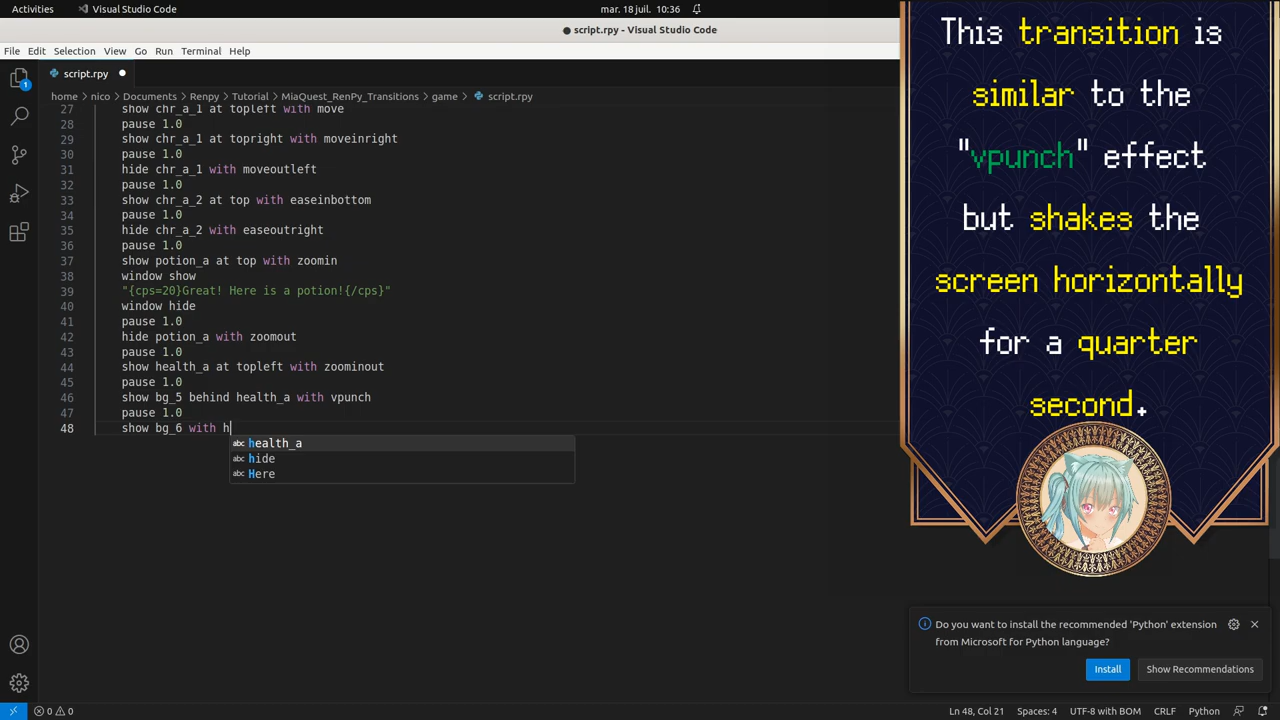 Activities
Visual Studio Code
mar. 18 juil. 10:36
● script.rpy - Visual Studio Code
File Edit Selection View Go Run Terminal Help
script.rpy ●
home > nico > Documents > Renpy > Tutorial > MiaQuest_RenPy_Transitions > game > script.rpy
27 show chr_a_1 at topleft with move
28 pause 1.0
29 show chr_a_1 at topright with moveinright
30 pause 1.0
31 hide chr_a_1 with moveoutleft
32 pause 1.0
33 show chr_a_2 at top with easeinbottom
34 pause 1.0
35 hide chr_a_2 with easeoutright
36 pause 1.0
37 show potion_a at top with zoomin
38 window show
39 "{cps=20}Great! Here is a potion!{/cps}"
40 window hide
41 pause 1.0
42 hide potion_a with zoomout
43 pause 1.0
44 show health_a at topleft with zoominout
45 pause 1.0
46 show bg_5 behind health_a with vpunch
47 pause 1.0
48 show bg_6 with h
abc health_a
abc hide
abc Here
This transition is
similar to the
"vpunch" effect
but shakes the
screen horizontally
for a quarter
second.
Do you want to install the recommended 'Python' extension
from Microsoft for Python language?
Install
Show Recommendations
1
0 0
Ln 48, Col 21
Spaces: 4
UTF-8 with BOM
CRLF
Python